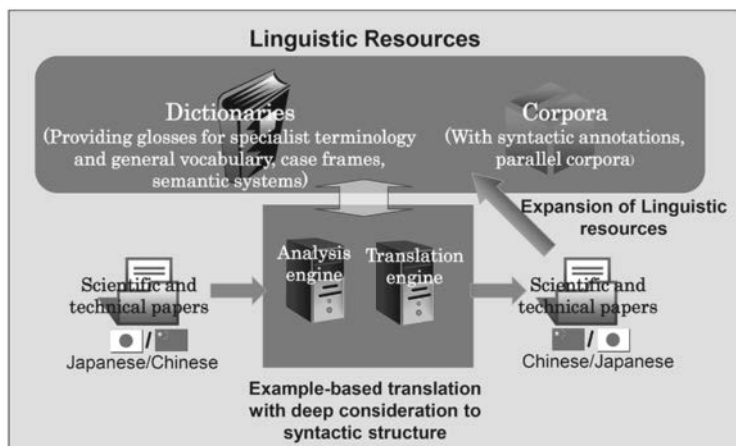 Linguistic Resources
Dictionaries
(Providing glosses for specialist terminology
and general vocabulary, case frames,
semantic systems)
Corpora
(With syntactic annotations,
parallel corpora)
Expansion of Linguistic
resources
Analysis
engine
Translation
engine
Scientific and
technical papers
/
Japanese/Chinese
Scientific and
technical papers
/
Chinese/Japanese
Example-based translation
with deep consideration to
syntactic structure